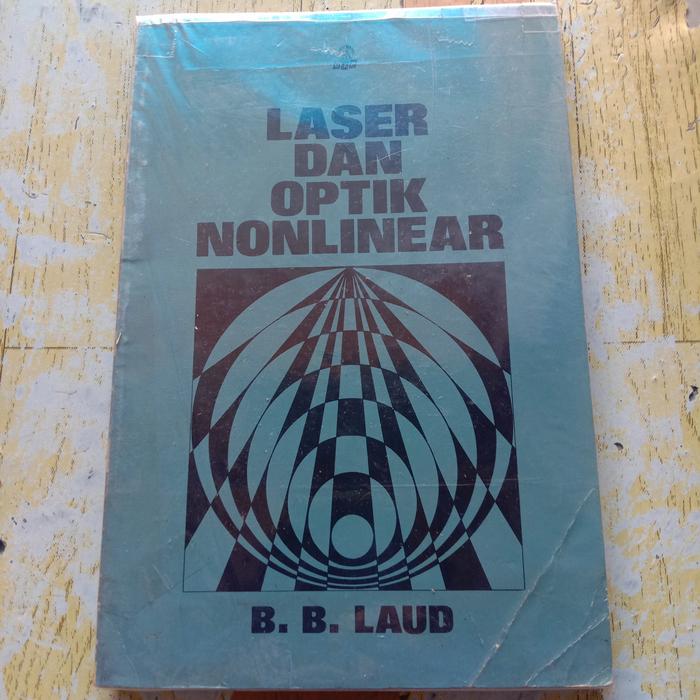 LASER
DAN
OPTIK
NONLINEAR
B. B. LAUD